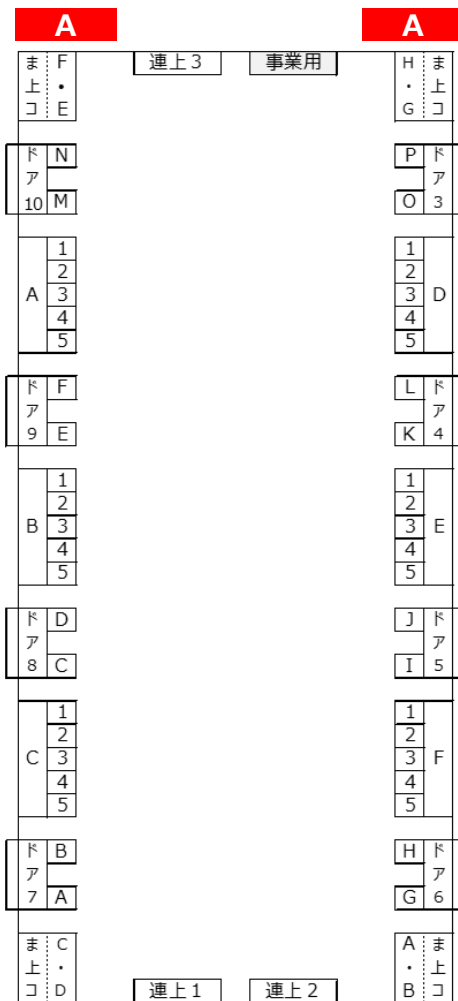 A A
ま上コ F・E 連上3 事業用 H・G ま上コ
ドア10 N P ドア3
M O
A 1 1 D
2 2
3 3
4 4
5 5
ドア9 F L ドア4
E K
B 1 1 E
2 2
3 3
4 4
5 5
ドア8 D J ドア5
C I
C 1 1 F
2 2
3 3
4 4
5 5
ドア7 B H ドア6
A G
ま上コ C・D 連上1 連上2 A・B ま上コ